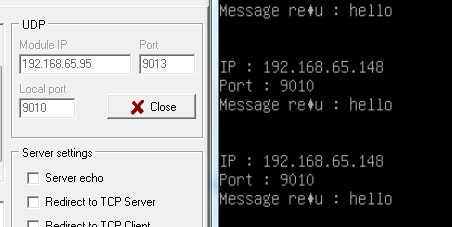 UDP
Module IP
Port
192.168.65.95
9013
Local port
9010
Close
Server settings
Server echo
Redirect to TCP Server
Redirect to TCP Client
Message re♦u : hello
IP : 192.168.65.148
Port : 9010
Message re♦u : hello
IP : 192.168.65.148
Port : 9010
Message re♦u : hello